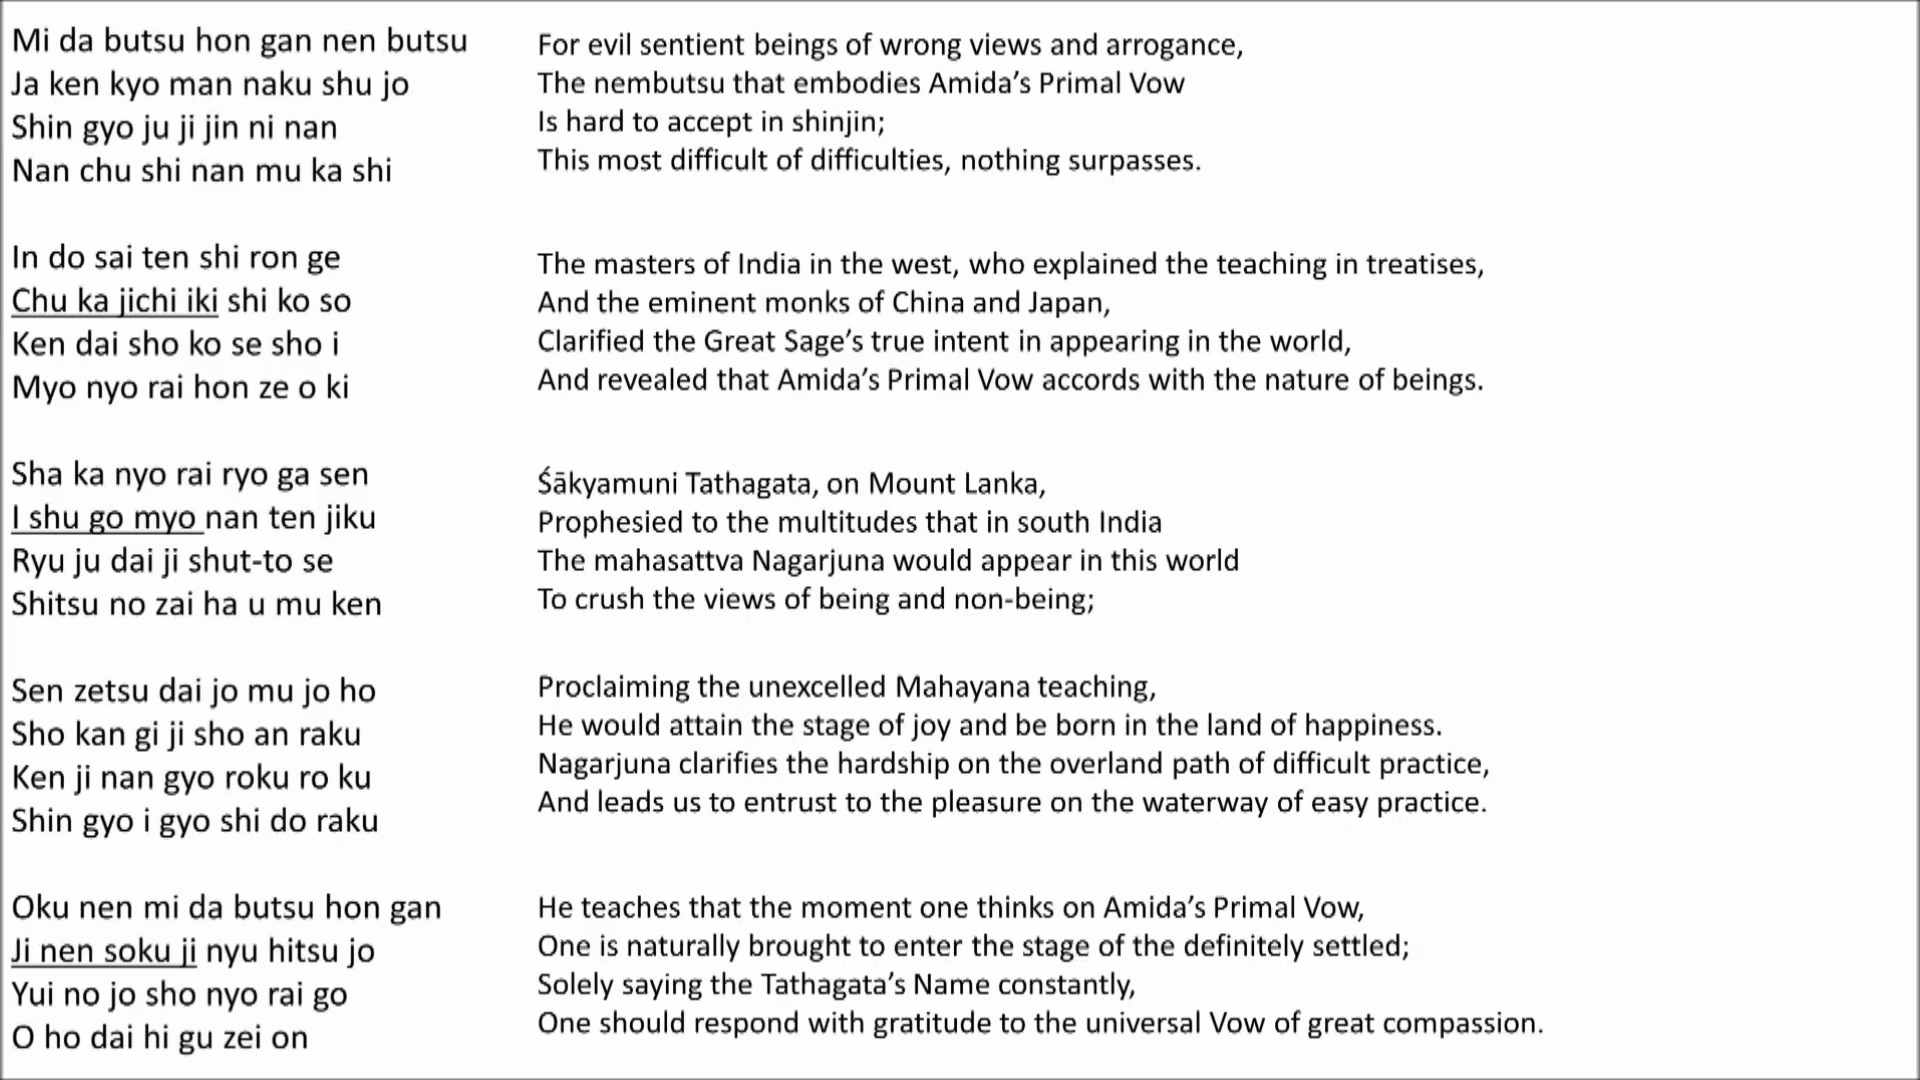 Mi da butsu hon gan nen butsu
Ja ken kyo man naku shu jo
Shin gyo ju ji jin ni nan
Nan chu shi nan mu ka shi
For evil sentient beings of wrong views and arrogance,
The nembutsu that embodies Amida’s Primal Vow
Is hard to accept in shinjin;
This most difficult of difficulties, nothing surpasses.
In do sai ten shi ron ge
Chu ka jichi iki shi ko so
Ken dai sho ko se sho i
Myo nyo rai hon ze o ki
The masters of India in the west, who explained the teaching in treatises,
And the eminent monks of China and Japan,
Clarified the Great Sage’s true intent in appearing in the world,
And revealed that Amida’s Primal Vow accords with the nature of beings.
Sha ka nyo rai ryo ga sen
I shu go myo nan ten jiku
Ryu ju dai ji shut-to se
Shitsu no zai ha u mu ken
Śākyamuni Tathagata, on Mount Lanka,
Prophesied to the multitudes that in south India
The mahasattva Nagarjuna would appear in this world
To crush the views of being and non-being;
Sen zetsu dai jo mu jo ho
Sho kan gi ji sho an raku
Ken ji nan gyo roku ro ku
Shin gyo i gyo shi do raku
Proclaiming the unexcelled Mahayana teaching,
He would attain the stage of joy and be born in the land of happiness.
Nagarjuna clarifies the hardship on the overland path of difficult practice,
And leads us to entrust to the pleasure on the waterway of easy practice.
Oku nen mi da butsu hon gan
Ji nen soku ji nyu hitsu jo
Yui no jo sho nyo rai go
O ho dai hi gu zei on
He teaches that the moment one thinks on Amida’s Primal Vow,
One is naturally brought to enter the stage of the definitely settled;
Solely saying the Tathagata’s Name constantly,
One should respond with gratitude to the universal Vow of great compassion.